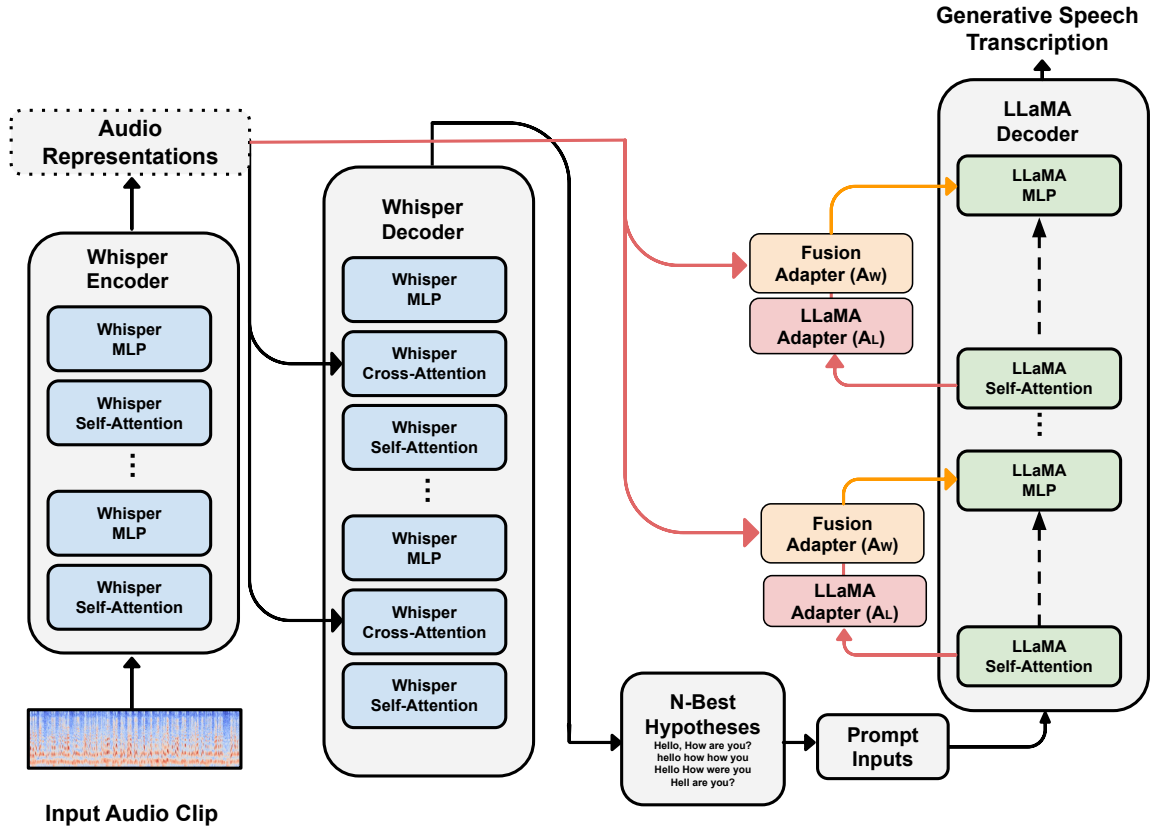 Generative Speech
Transcription
Audio
Representations
Whisper
Encoder
Whisper
MLP
Whisper
Self-Attention
Whisper
MLP
Whisper
Self-Attention
Input Audio Clip
Whisper
Decoder
Whisper
MLP
Whisper
Cross-Attention
Whisper
Self-Attention
Whisper
MLP
Whisper
Cross-Attention
Whisper
Self-Attention
N-Best
Hypotheses
Hello, How are you?
hello how how you
Hello How were you
Hell are you?
Prompt
Inputs
Fusion
Adapter (Aw)
LLaMA
Adapter (AL)
Fusion
Adapter (Aw)
LLaMA
Adapter (AL)
LLaMA
Decoder
LLaMA
MLP
LLaMA
Self-Attention
LLaMA
MLP
LLaMA
Self-Attention